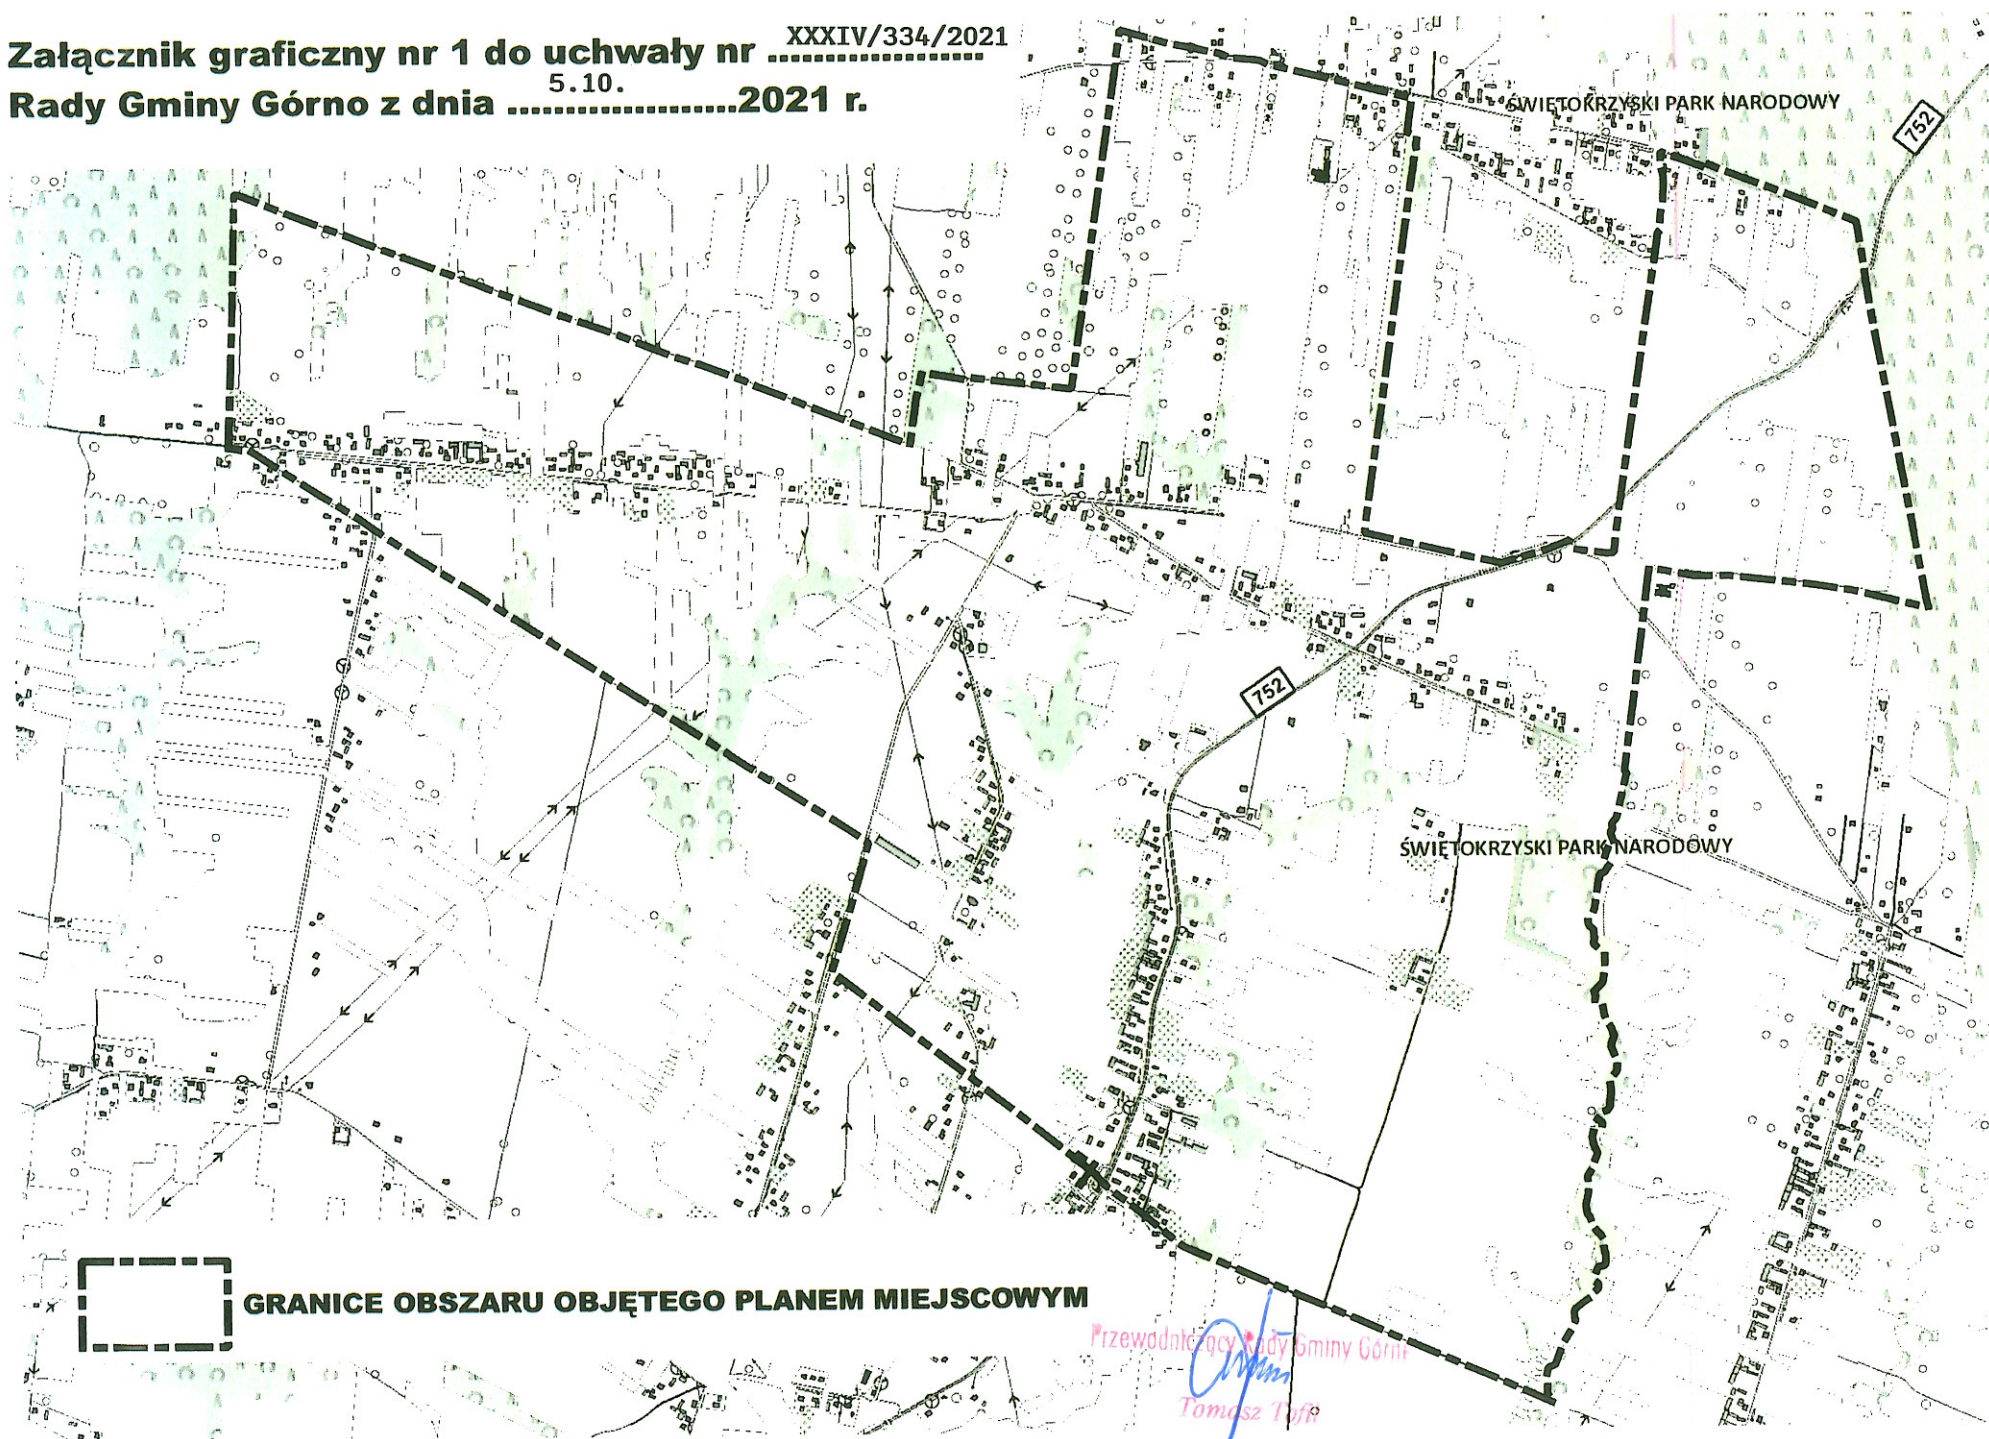 Załącznik graficzny nr 1 do uchwały nr XXXIV/334/2021
Rady Gminy Górno z dnia 5.10. 2021 r.
ŚWIĘTOKRZYSKI PARK NARODOWY
752
752
ŚWIĘTOKRZYSKI PARK NARODOWY
GRANICE OBSZARU OBJĘTEGO PLANEM MIEJSCOWYM
Przewodniczący Rady Gminy Górno
Tomasz